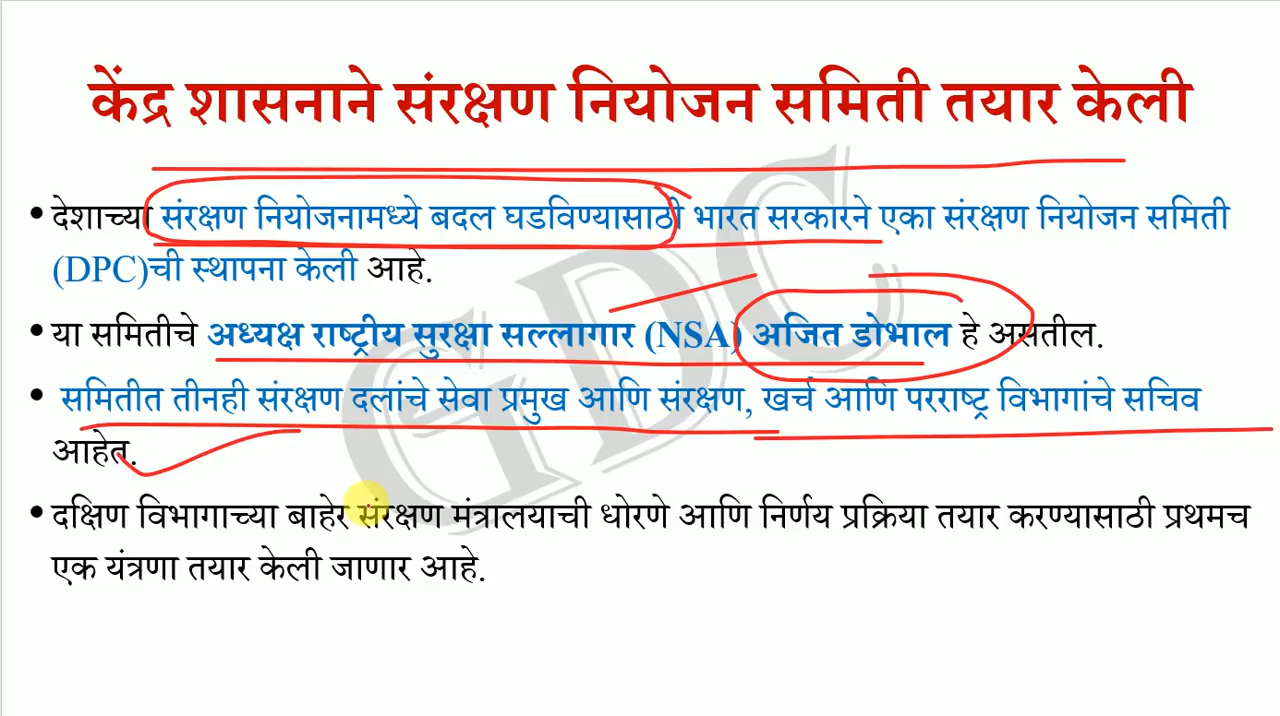 केंद्र शासनाने संरक्षण नियोजन समिती तयार केली
• देशाच्या संरक्षण नियोजनामध्ये बदल घडविण्यासाठी भारत सरकारने एका संरक्षण नियोजन समिती
(DPC)ची स्थापना केली आहे.
• या समितीचे अध्यक्ष राष्ट्रीय सुरक्षा सल्लागार (NSA) अजित डोभाल हे असतील.
• समितीत तीनही संरक्षण दलांचे सेवा प्रमुख आणि संरक्षण, खर्च आणि परराष्ट्र विभागांचे सचिव
आहेत.
• दक्षिण विभागाच्या बाहेर संरक्षण मंत्रालयाची धोरणे आणि निर्णय प्रक्रिया तयार करण्यासाठी प्रथमच
एक यंत्रणा तयार केली जाणार आहे.
GDC